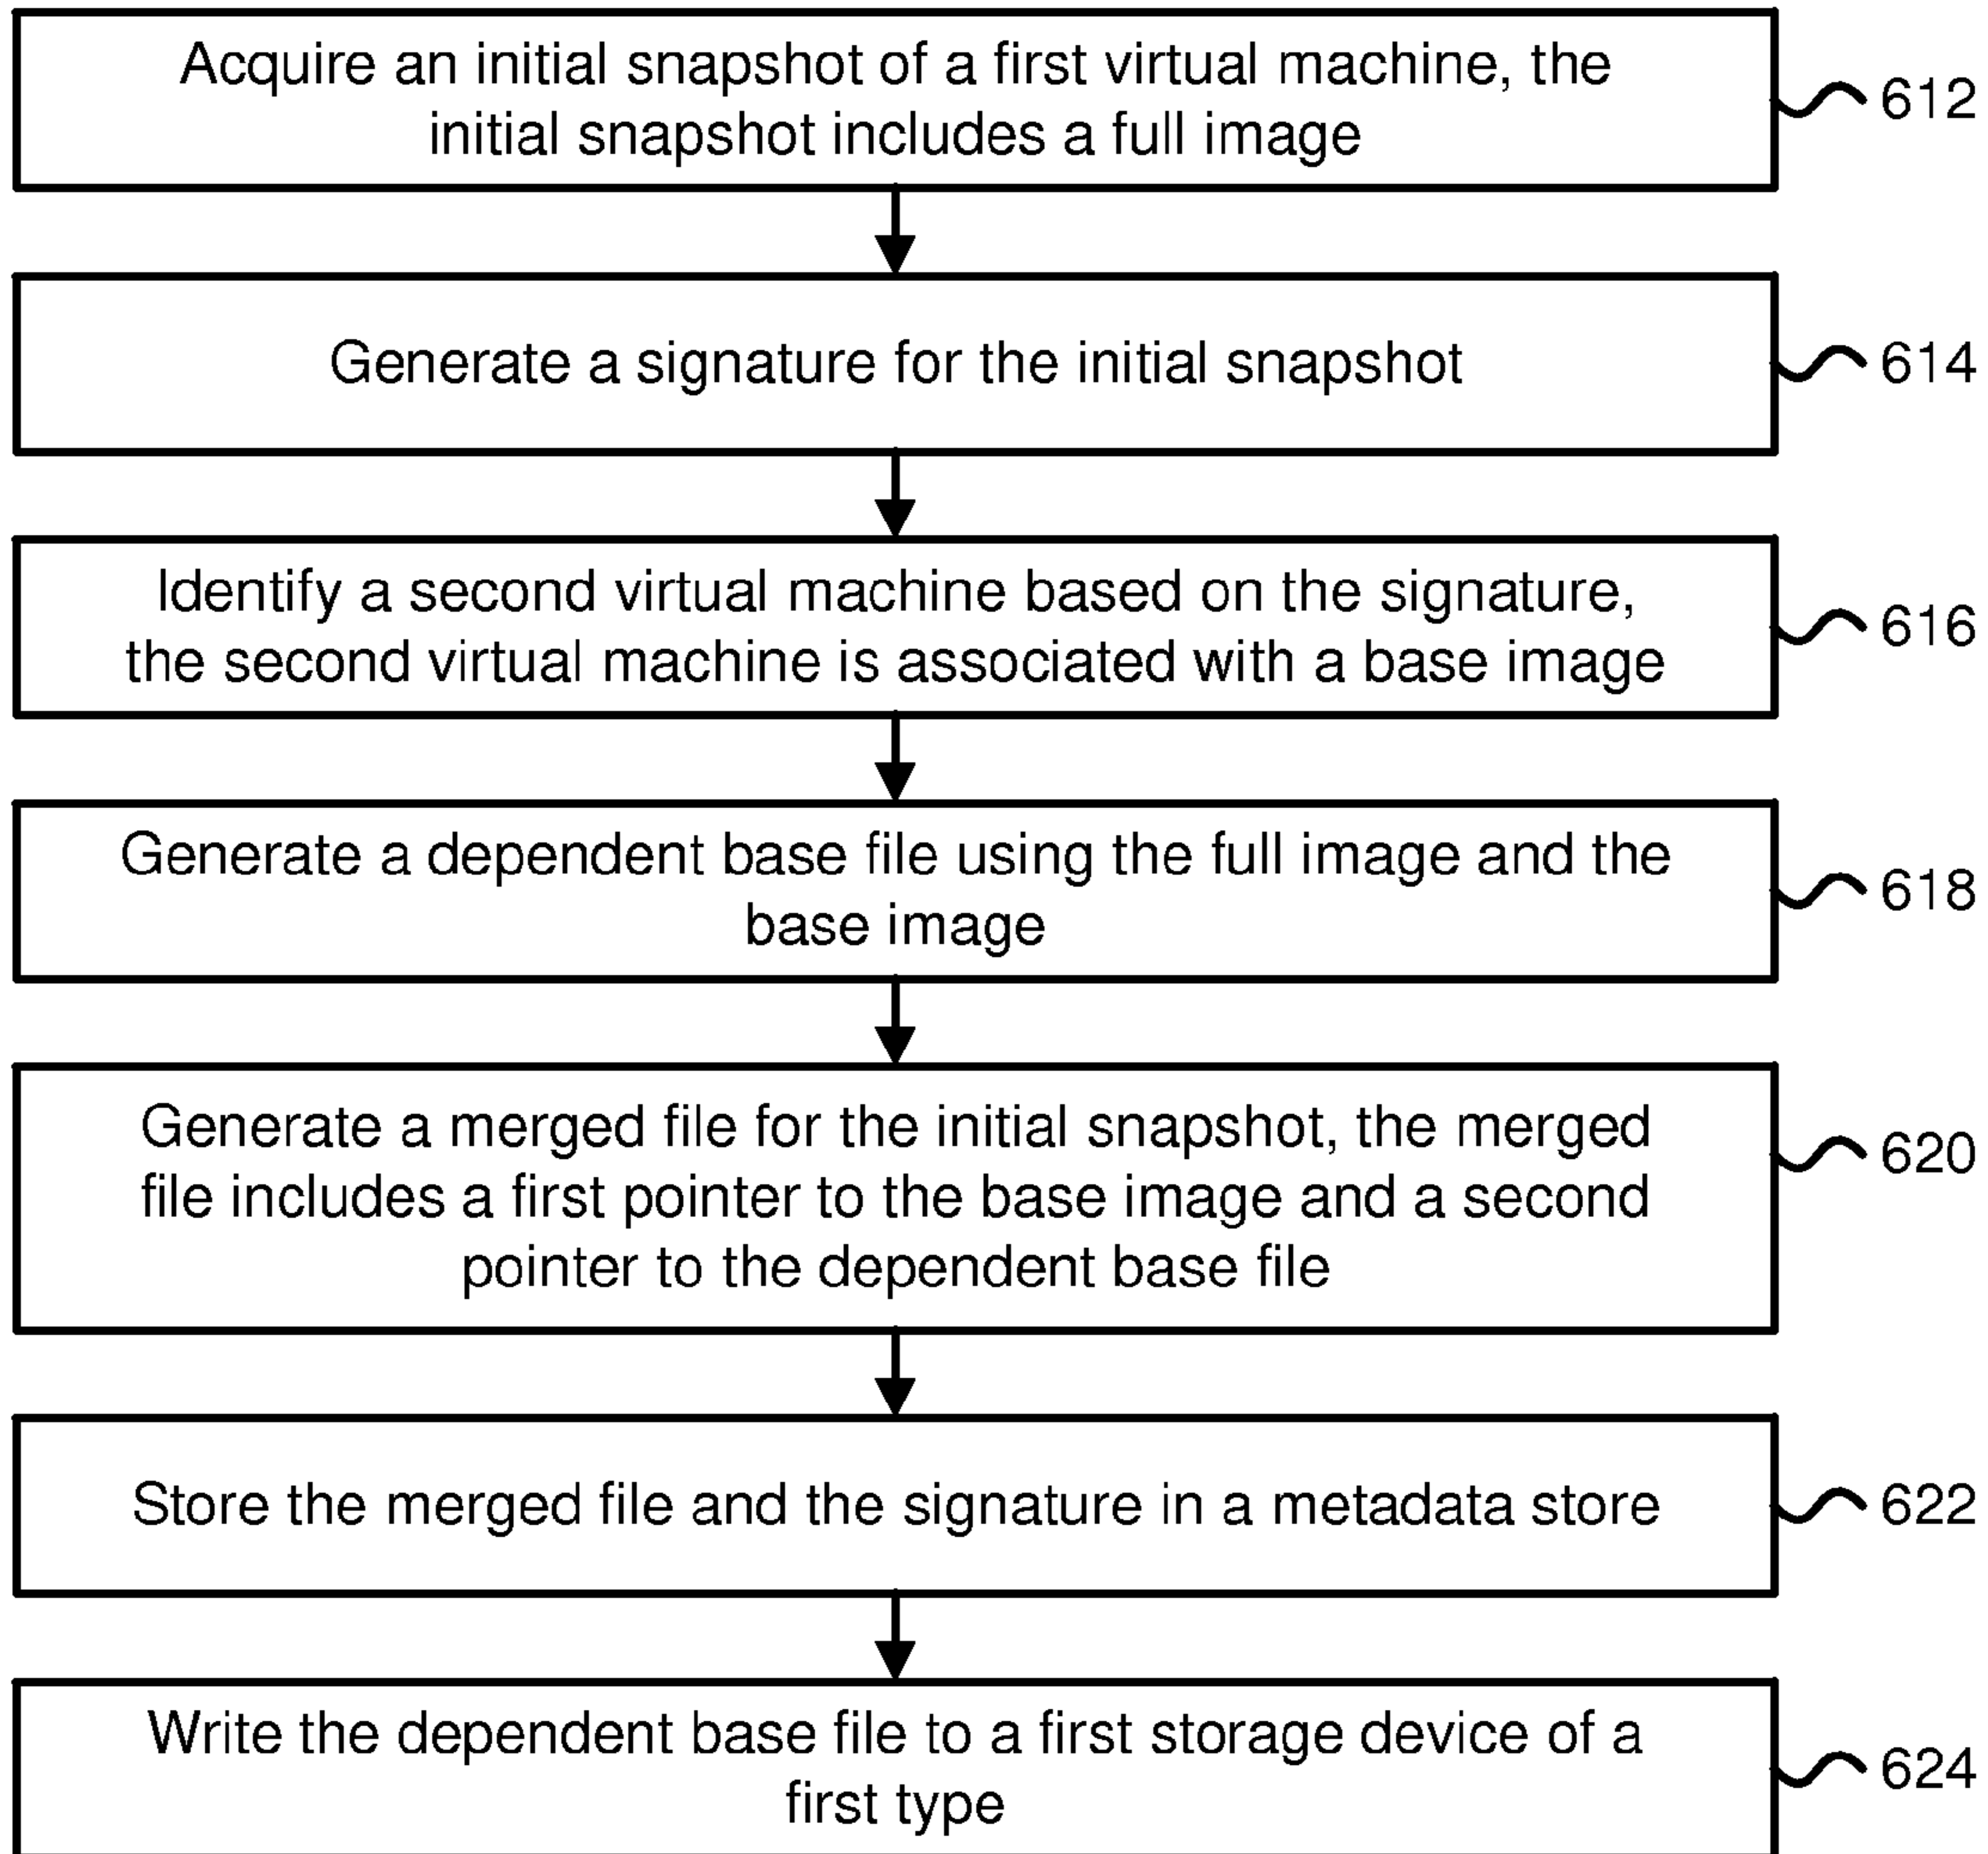 Acquire an initial snapshot of a first virtual machine, the
initial snapshot includes a full image
612
Generate a signature for the initial snapshot
614
Identify a second virtual machine based on the signature,
the second virtual machine is associated with a base image
616
Generate a dependent base file using the full image and the
base image
618
Generate a merged file for the initial snapshot, the merged
file includes a first pointer to the base image and a second
pointer to the dependent base file
620
Store the merged file and the signature in a metadata store
622
Write the dependent base file to a first storage device of a
first type
624